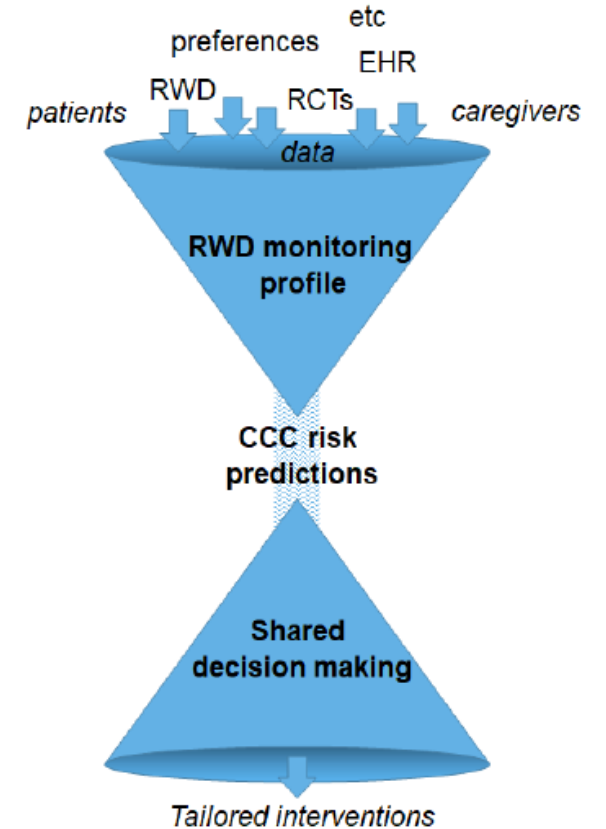 etc
preferences
EHR
RWD
RCTs
patients
caregivers
data
RWD monitoring
profile
CCC risk
predictions
Shared
decision making
Tailored interventions